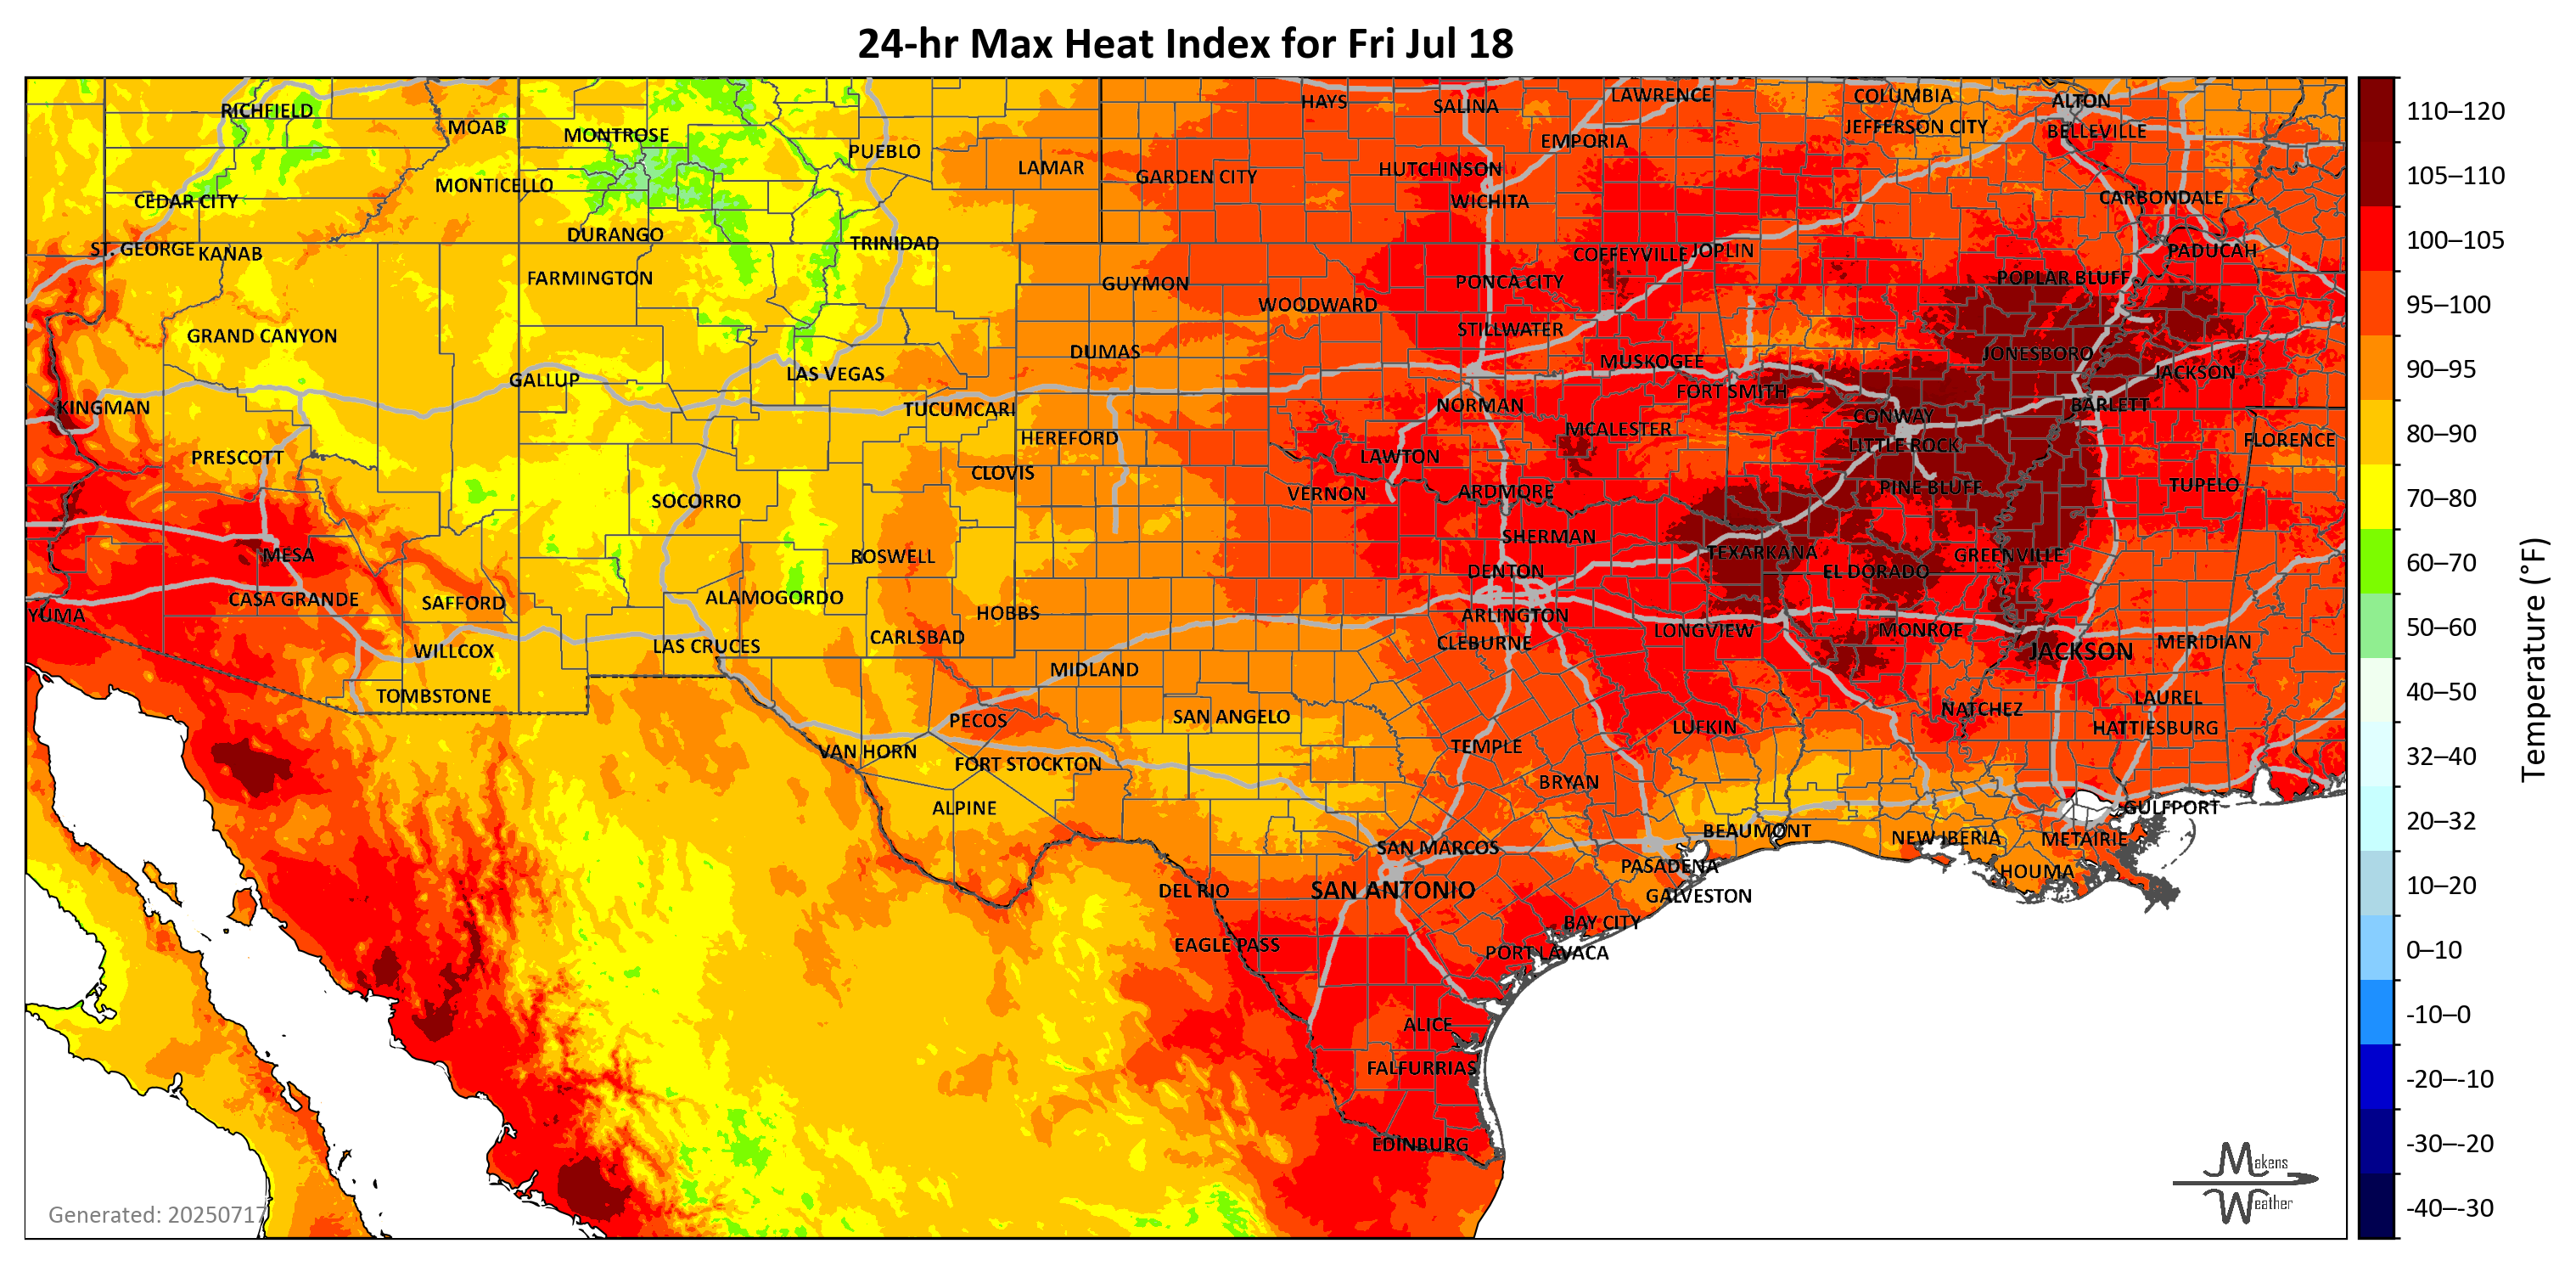 24-hr Max Heat Index for Fri Jul 18
RICHFIELD
MOAB
MONTROSE
PUEBLO
LAMAR
GARDEN CITY
HAYS
SALINA
LAWRENCE
EMPORIA
HUTCHINSON
WICHITA
COLUMBIA
JEFFERSON CITY
ALTON
BELLEVILLE
CARBONDALE
MONTICELLO
CEDAR CITY
DURANGO
TRINIDAD
ST. GEORGE
KANAB
FARMINGTON
GUYMON
WOODWARD
PONCA CITY
COFFEYVILLE
JOPLIN
POPLAR BLUFF
PADUCAH
GRAND CANYON
DUMAS
STILLWATER
MUSKOGEE
JONESBORO
JACKSON
GALLUP
LAS VEGAS
FORT SMITH
KINGMAN
TUCUMCARI
NORMAN
CONWAY
BARLETT
HEREFORD
MCALESTER
LITTLE ROCK
FLORENCE
PRESCOTT
CLOVIS
LAWTON
SOCORRO
VERNON
ARDMORE
PINE BLUFF
TUPELO
MESA
ROSWELL
SHERMAN
TEXARKANA
GREENVILLE
DENTON
EL DORADO
CASA GRANDE
SAFFORD
ALAMOGORDO
HOBBS
YUMA
ARLINGTON
WILLCOX
LAS CRUCES
CARLSBAD
CLEBURNE
LONGVIEW
MONROE
JACKSON
MERIDIAN
MIDLAND
TOMBSTONE
PECOS
SAN ANGELO
LUFKIN
NATCHEZ
LAUREL
HATTIESBURG
VAN HORN
FORT STOCKTON
TEMPLE
BRYAN
ALPINE
BEAUMONT
NEW IBERIA
METAIRIE
GULFPORT
SAN MARCOS
PASADENA
HOUMA
DEL RIO
SAN ANTONIO
GALVESTON
BAY CITY
EAGLE PASS
PORT LAVACA
ALICE
FALFURRIAS
EDINBURG
Generated: 20250717
Makens
Weather
110–120
105–110
100–105
95–100
90–95
80–90
70–80
60–70
50–60
40–50
32–40
20–32
10–20
0–10
-10–0
-20–-10
-30–-20
-40–-30
Temperature (°F)